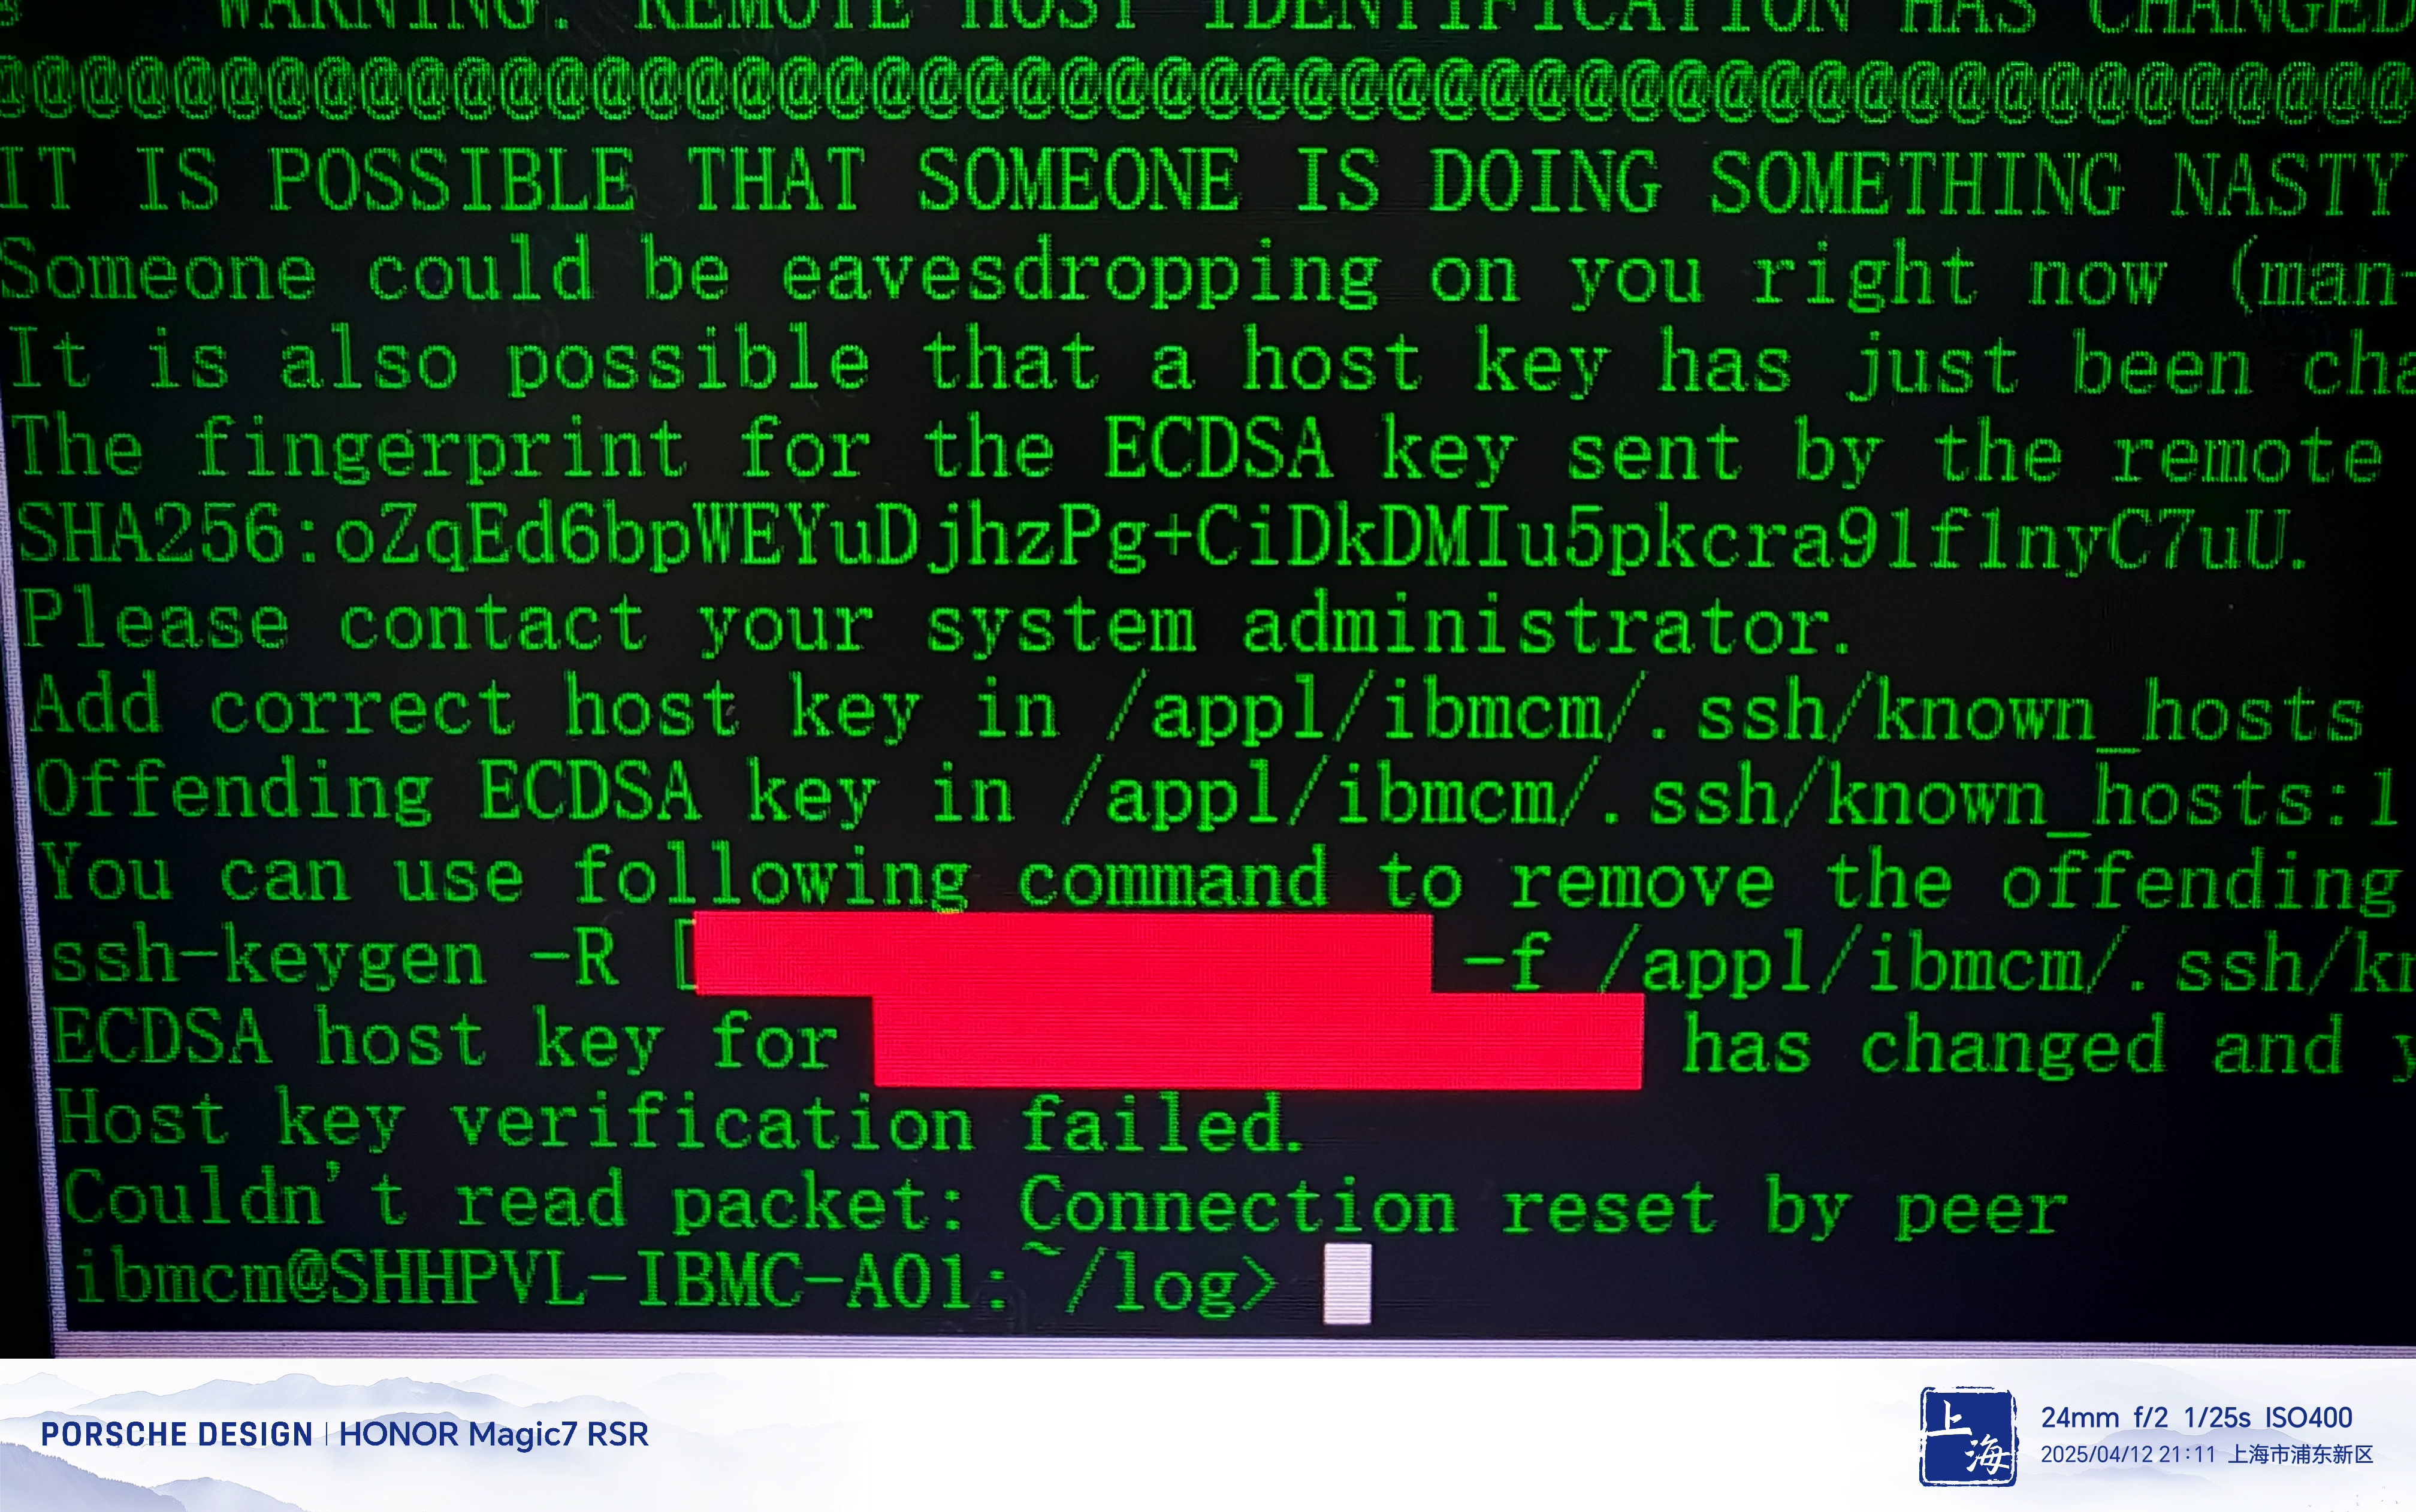 WARNING: REMOTE HOST IDENTIFICATION HAS CHANGED
@@@@@@@@@@@@@@@@@@@@@@@@@@@@@@@@@@@@@@@@@@@@@@@@@@@@
IT IS POSSIBLE THAT SOMEONE IS DOING SOMETHING NASTY
Someone could be eavesdropping on you right now (man-
It is also possible that a host key has just been cha
The fingerprint for the ECDSA key sent by the remote
SHA256:oZqEd6bpWEYuDjhzPg+CiDkDMIu5pkcra91f1nyC7uU.
Please contact your system administrator.
Add correct host key in /appl/ibmcm/.ssh/known_hosts
Offending ECDSA key in /appl/ibmcm/.ssh/known_hosts:1
You can use following command to remove the offending
ssh-keygen -R [ -f /appl/ibmcm/.ssh/kn
ECDSA host key for has changed and y
Host key verification failed.
Couldn't read packet: Connection reset by peer
ibmcm@SHHPVL-IBMC-A01:~/log>
PORSCHE DESIGN | HONOR Magic7 RSR
上海
24mm f/2 1/25s ISO400
2025/04/12 21:11 上海市浦东新区